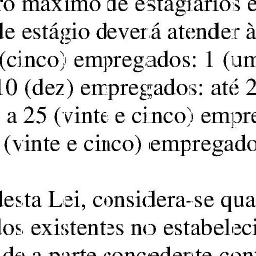 ro máximo de estagiários e
de estágio deverá atender à
(cinco) empregados: 1 (um
10 (dez) empregados: até 2
a 25 (vinte e cinco) empre
(vinte e cinco) empregado
desta Lei, considera-se qua
dos existentes no estabeleci
de a parte concedente con